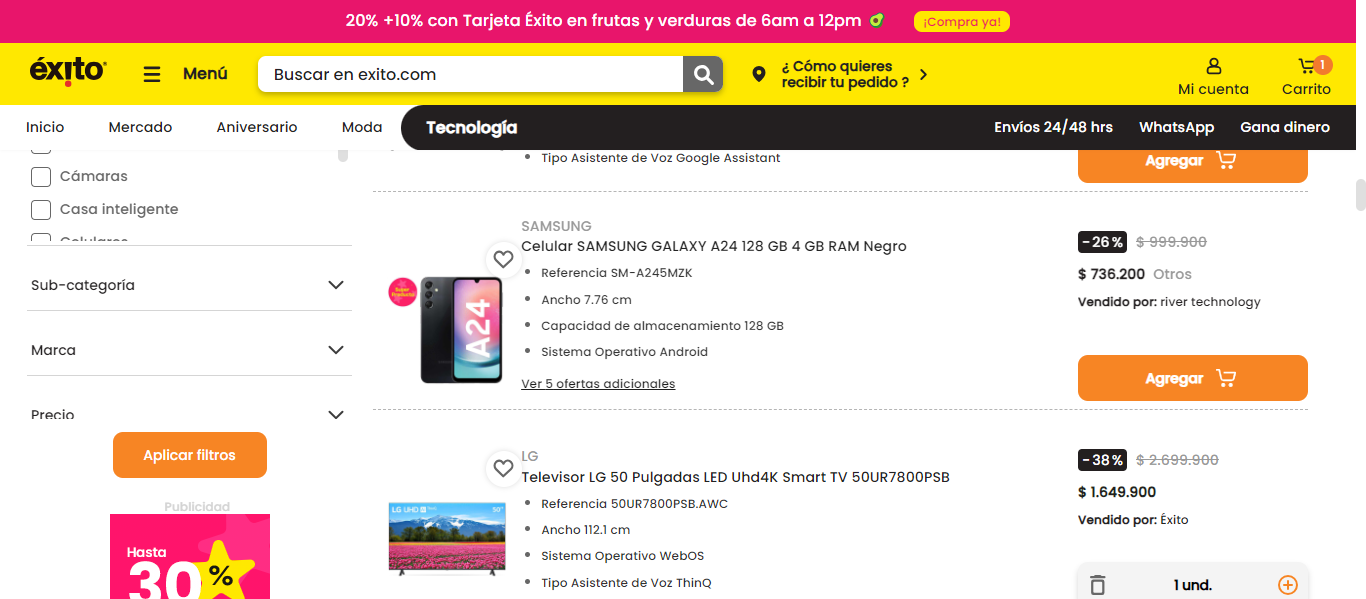 20% +10% con Tarjeta Éxito en frutas y verduras de 6am a 12pm
¡Compra ya!
éxito
Menú
Buscar en exito.com
¿ Cómo quieres
recibir tu pedido ?
Mi cuenta
1
Carrito
Inicio
Mercado
Aniversario
Moda
Tecnología
Envíos 24/48 hrs
WhatsApp
Gana dinero
Cámaras
Casa inteligente
Celulares
Sub-categoría
Marca
Precio
Aplicar filtros
Publicidad
Hasta
30%
Tipo Asistente de Voz Google Assistant
Agregar
SAMSUNG
Celular SAMSUNG GALAXY A24 128 GB 4 GB RAM Negro
Super
Producto
A24
Referencia SM-A245MZK
Ancho 7.76 cm
Capacidad de almacenamiento 128 GB
Sistema Operativo Android
Ver 5 ofertas adicionales
-26% $ 999.900
$ 736.200 Otros
Vendido por: river technology
Agregar
LG
Televisor LG 50 Pulgadas LED Uhd4K Smart TV 50UR7800PSB
LG UHD
50"
Referencia 50UR7800PSB.AWC
Ancho 112.1 cm
Sistema Operativo WebOS
Tipo Asistente de Voz ThinQ
-38% $ 2.699.900
$ 1.649.900
Vendido por: Éxito
1 und.